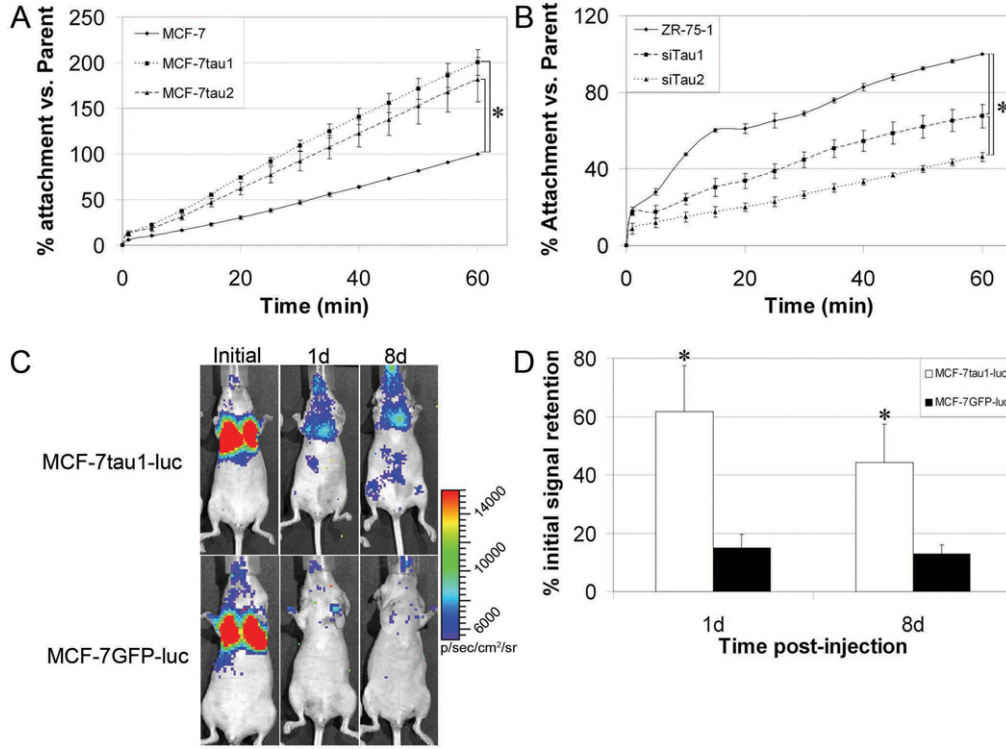 A
% attachment vs. Parent
250
200
150
100
50
0
MCF-7
MCF-7tau1
MCF-7tau2
*
0 20 40 60
Time (min)
B
% Attachment vs. Parent
120
80
40
0
ZR-75-1
siTau1
siTau2
*
0 10 20 30 40 50 60
Time (min)
C
Initial 1d 8d
MCF-7tau1-luc
MCF-7GFP-luc
14000
10000
6000
p/sec/cm²/sr
D
% initial signal retention
80
60
40
20
0
* *
MCF-7tau1-luc
MCF-7GFP-luc
1d 8d
Time post-injection